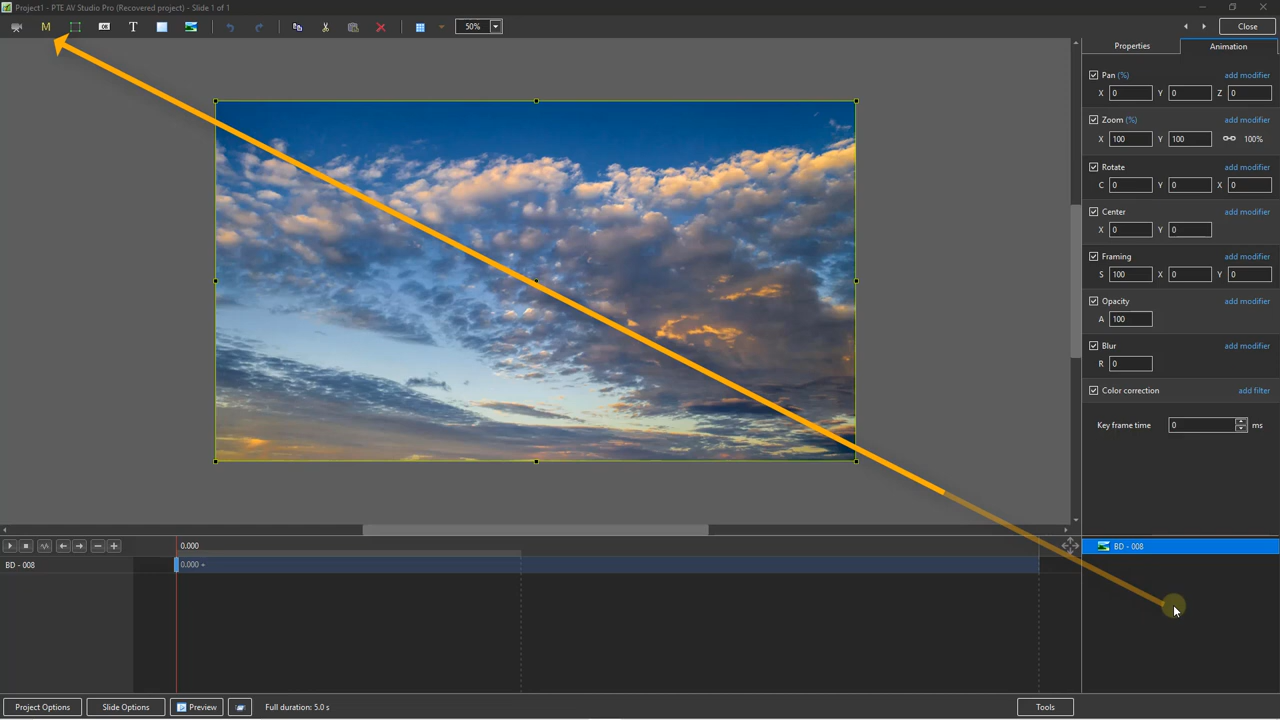 Project1 - PTE AV Studio Pro (Recovered project) - Slide 1 of 1
M OK T 50% Close
Properties Animation
Pan (%) add modifier
X 0 Y 0 Z 0
Zoom (%) add modifier
X 100 Y 100 100%
Rotate add modifier
C 0 Y 0 X 0
Center add modifier
X 0 Y 0
Framing add modifier
S 100 X 0 Y 0
Opacity add modifier
A 100
Blur add modifier
R 0
Color correction add filter
Key frame time 0 ms
0.000
BD - 008
BD - 008 0.000 +
Project Options Slide Options Preview Full duration: 5.0 s Tools